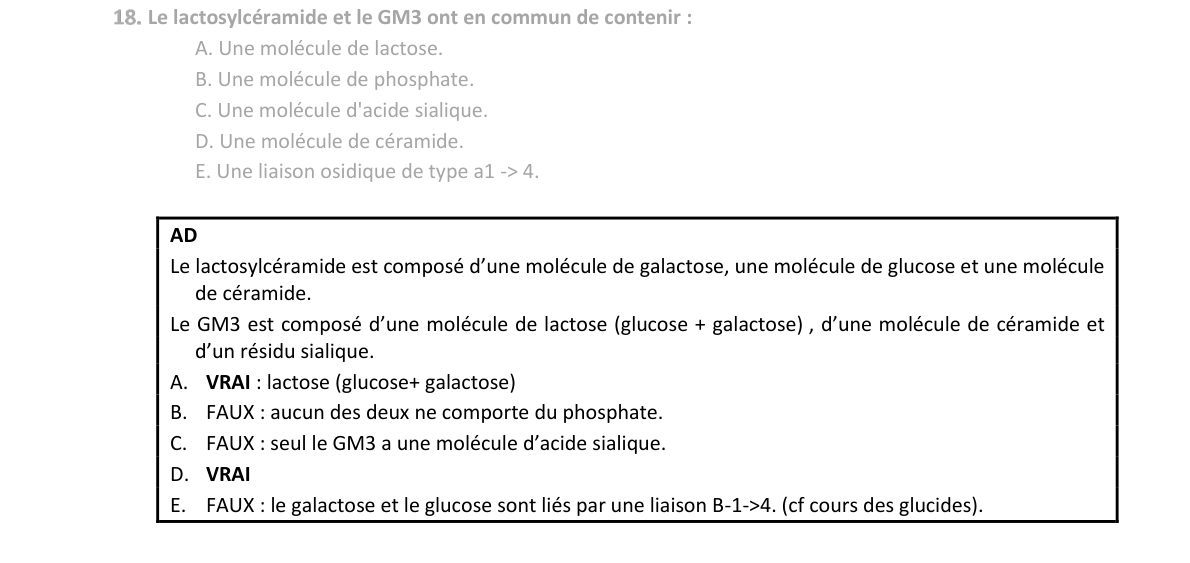 18. Le lactosylcéramide et le GM3 ont en commun de contenir :
A. Une molécule de lactose.
B. Une molécule de phosphate.
C. Une molécule d'acide sialique.
D. Une molécule de céramide.
E. Une liaison osidique de type a1 -> 4.
AD
Le lactosylcéramide est composé d’une molécule de galactose, une molécule de glucose et une molécule
de céramide.
Le GM3 est composé d’une molécule de lactose (glucose + galactose) , d’une molécule de céramide et
d’un résidu sialique.
A. VRAI : lactose (glucose+ galactose)
B. FAUX : aucun des deux ne comporte du phosphate.
C. FAUX : seul le GM3 a une molécule d’acide sialique.
D. VRAI
E. FAUX : le galactose et le glucose sont liés par une liaison B-1->4. (cf cours des glucides).